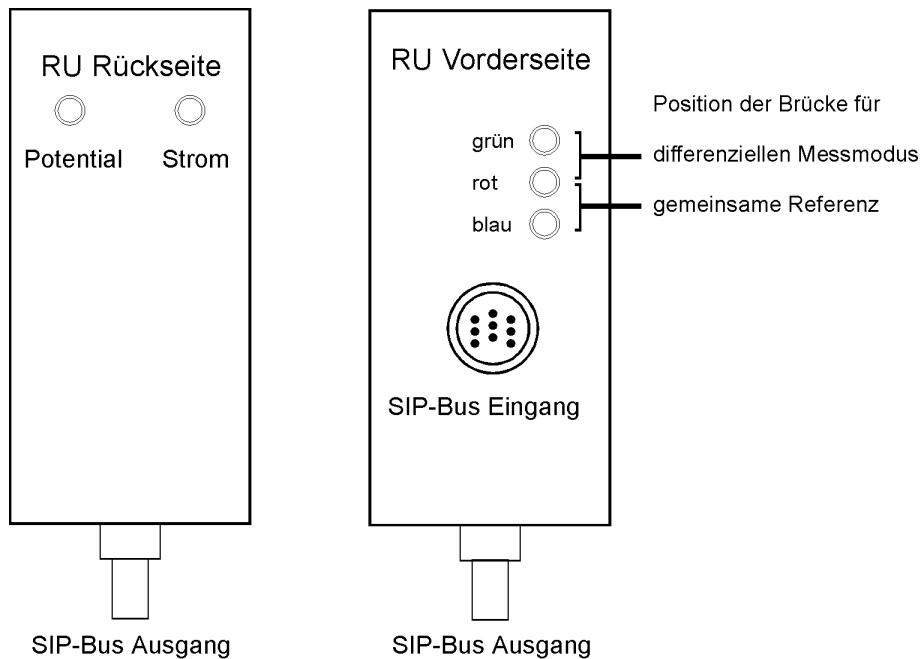 RU Rückseite
Potential
Strom
SIP-Bus Ausgang
RU Vorderseite
grün
rot
blau
Position der Brücke für
differenziellen Messmodus
gemeinsame Referenz
SIP-Bus Eingang
SIP-Bus Ausgang